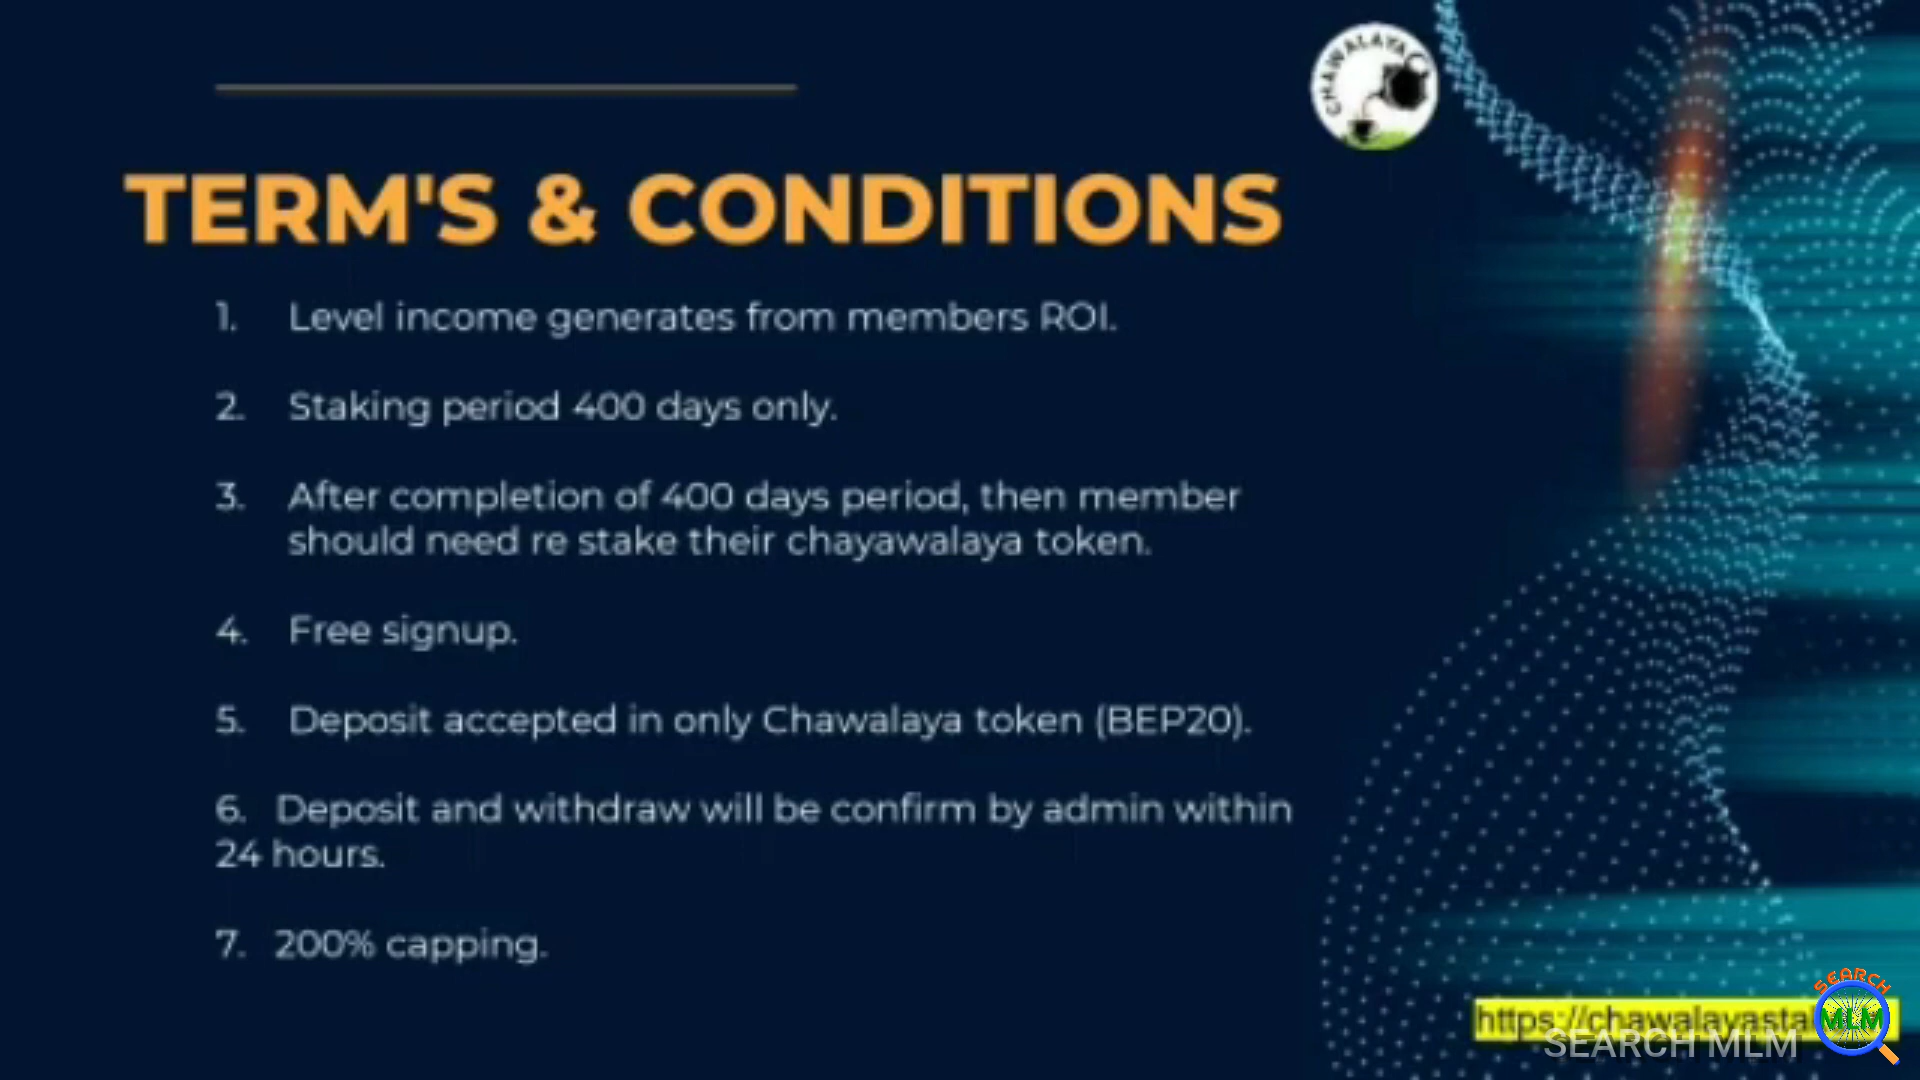 CHAWALAYA
TERM'S & CONDITIONS
1. Level income generates from members ROI.
2. Staking period 400 days only.
3. After completion of 400 days period, then member
should need re stake their chayawalaya token.
4. Free signup.
5. Deposit accepted in only Chawalaya token (BEP20).
6. Deposit and withdraw will be confirm by admin within
24 hours.
7. 200% capping.
SEARCH
MLM
SEARCH MLM